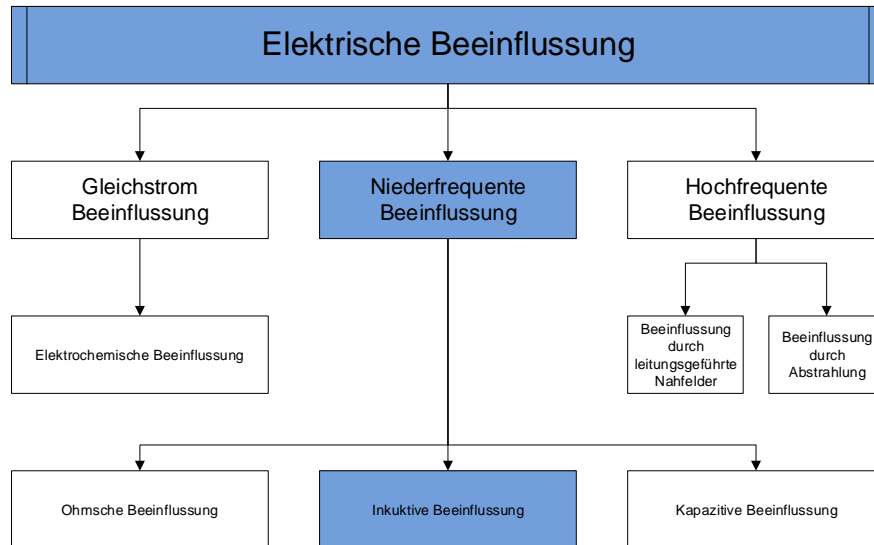 Elektrische Beeinflussung
Gleichstrom
Beeinflussung
Niederfrequente
Beeinflussung
Hochfrequente
Beeinflussung
Elektrochemische Beeinflussung
Beeinflussung
durch
leitungsgeführte
Nahfelder
Beeinflussung
durch
Abstrahlung
Ohmsche Beeinflussung
Inkuktive Beeinflussung
Kapazitive Beeinflussung